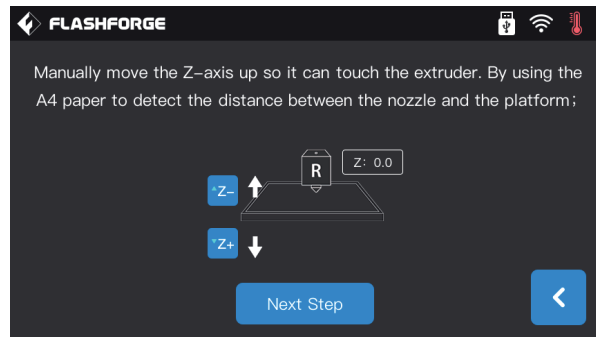 FLASHFORGE
Manually move the Z-axis up so it can touch the extruder. By using the
A4 paper to detect the distance between the nozzle and the platform;
R
Z: 0.0
Z-
Z+
Next Step